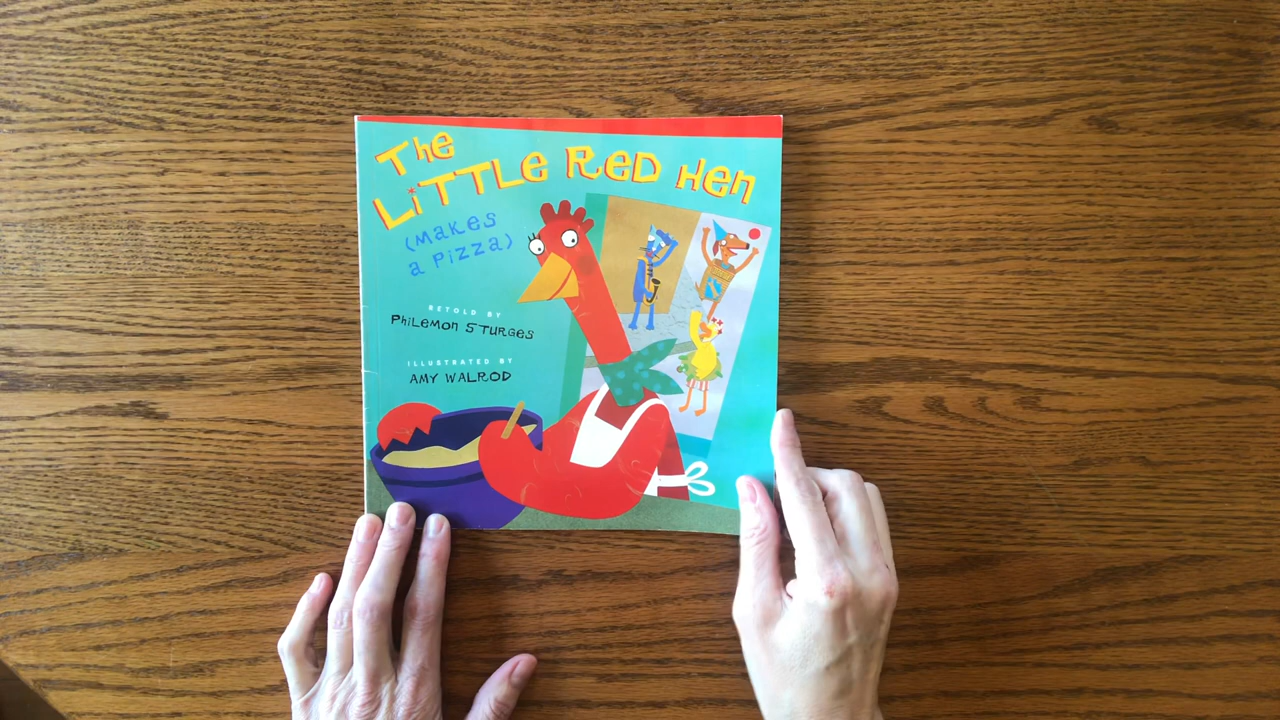 The
LiTTLE RED Hen
(Makes
a Pizza)
RETOLD BY
PHiLEMON STURGES
ILLUSTRATED BY
AMY WALROD